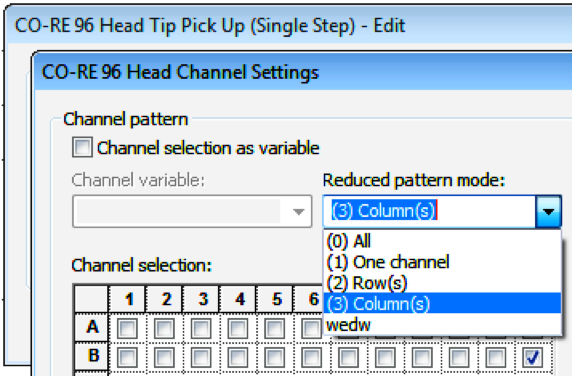 CO-RE 96 Head Tip Pick Up (Single Step) - Edit
CO-RE 96 Head Channel Settings
Channel pattern
Channel selection as variable
Channel variable:
Reduced pattern mode:
(3) Column(s)
(0) All
(1) One channel
(2) Row(s)
(3) Column(s)
wedw
Channel selection:
1 2 3 4 5 6
A
B